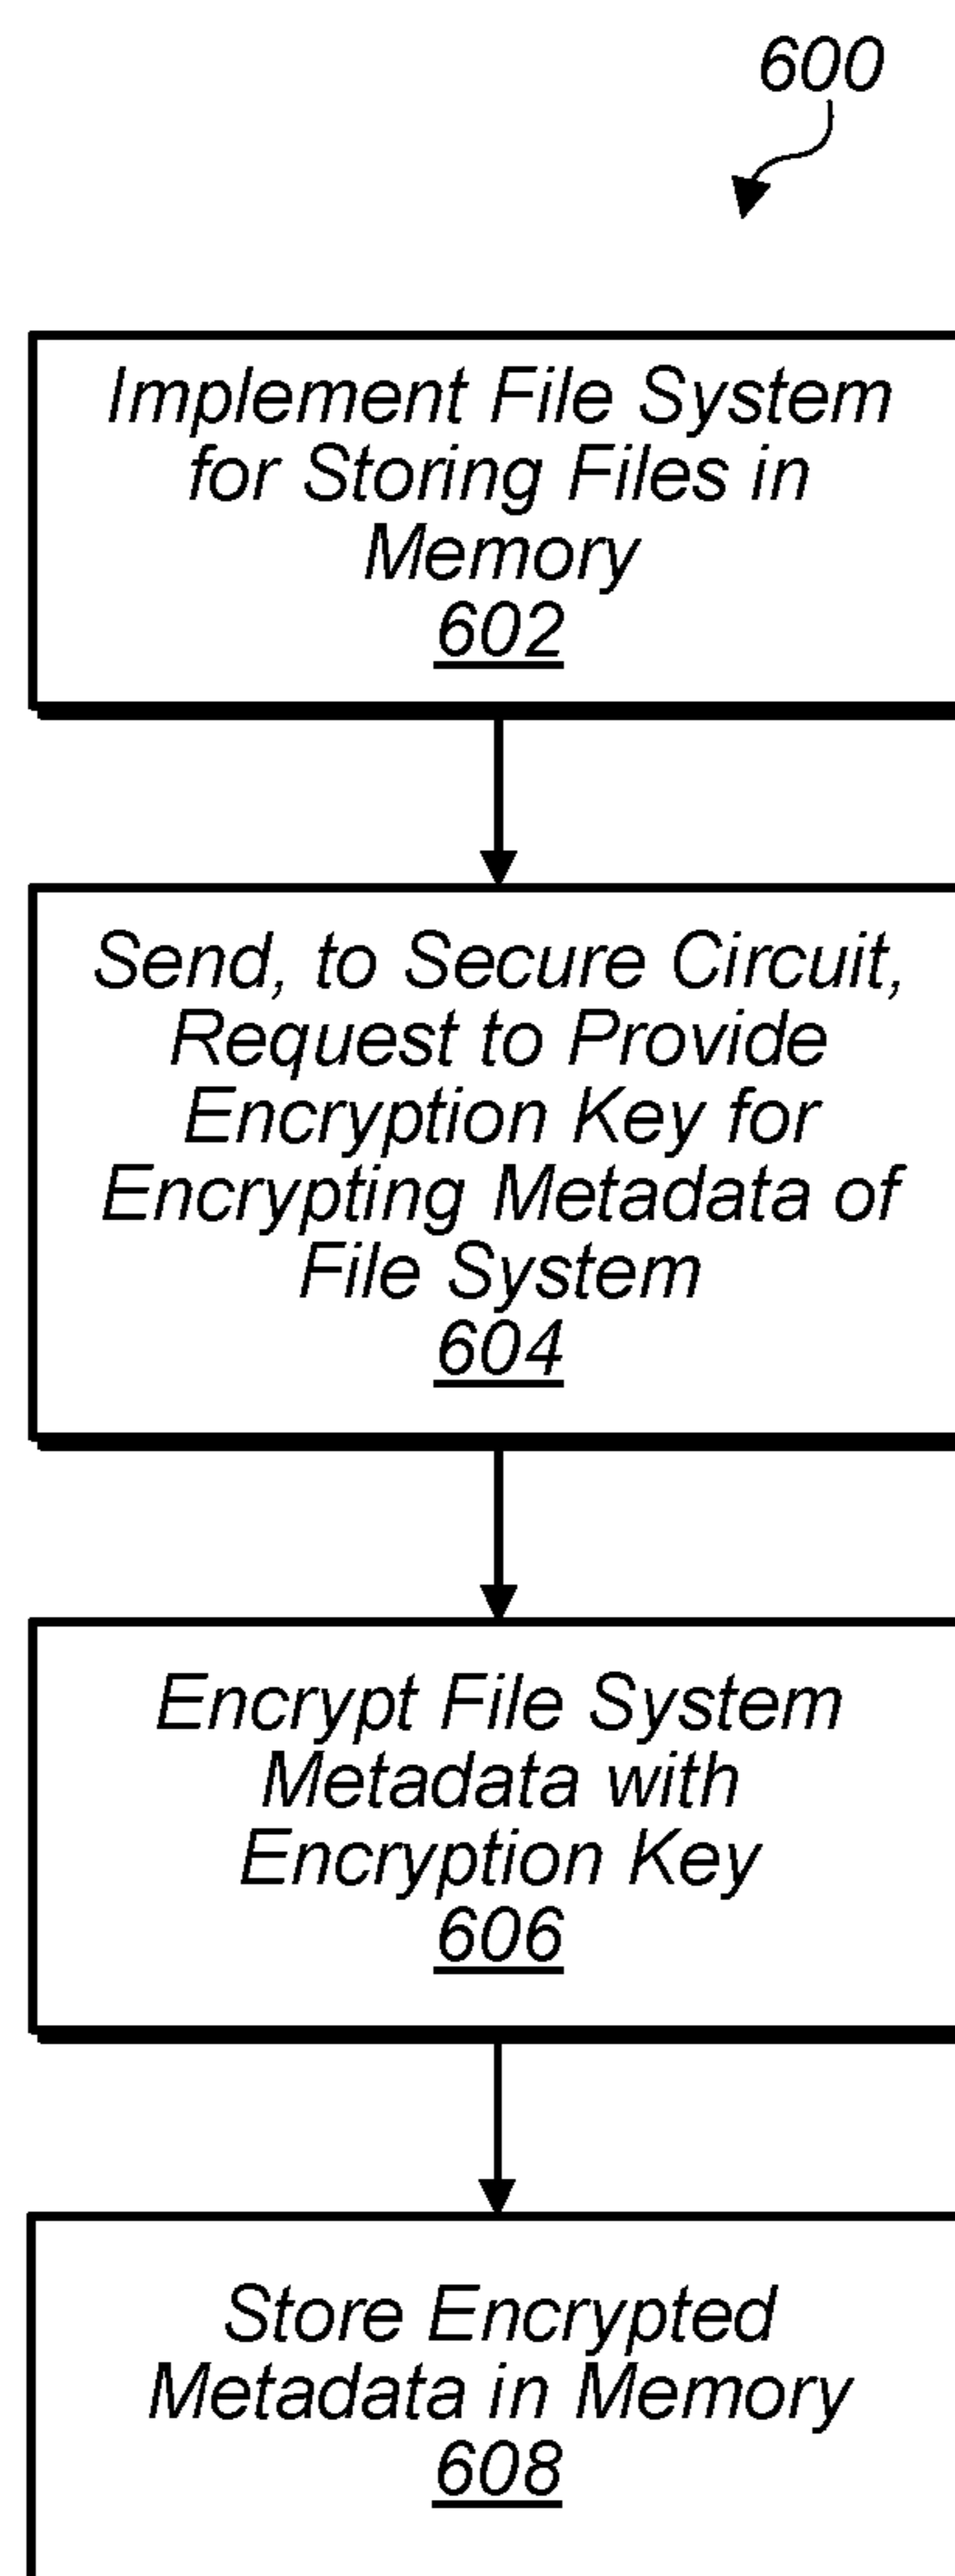 600
Implement File System
for Storing Files in
Memory
602
Send, to Secure Circuit,
Request to Provide
Encryption Key for
Encrypting Metadata of
File System
604
Encrypt File System
Metadata with
Encryption Key
606
Store Encrypted
Metadata in Memory
608